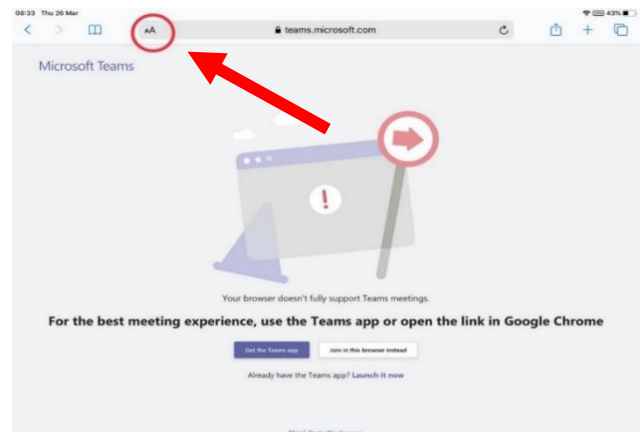 08:33 Thu 26 Mar
VPN 43%
AA teams.microsoft.com
Microsoft Teams
Your browser doesn't fully support Teams meetings.
For the best meeting experience, use the Teams app or open the link in Google Chrome
Get the Teams app Join in this browser instead
Already have the Teams app? Launch it now